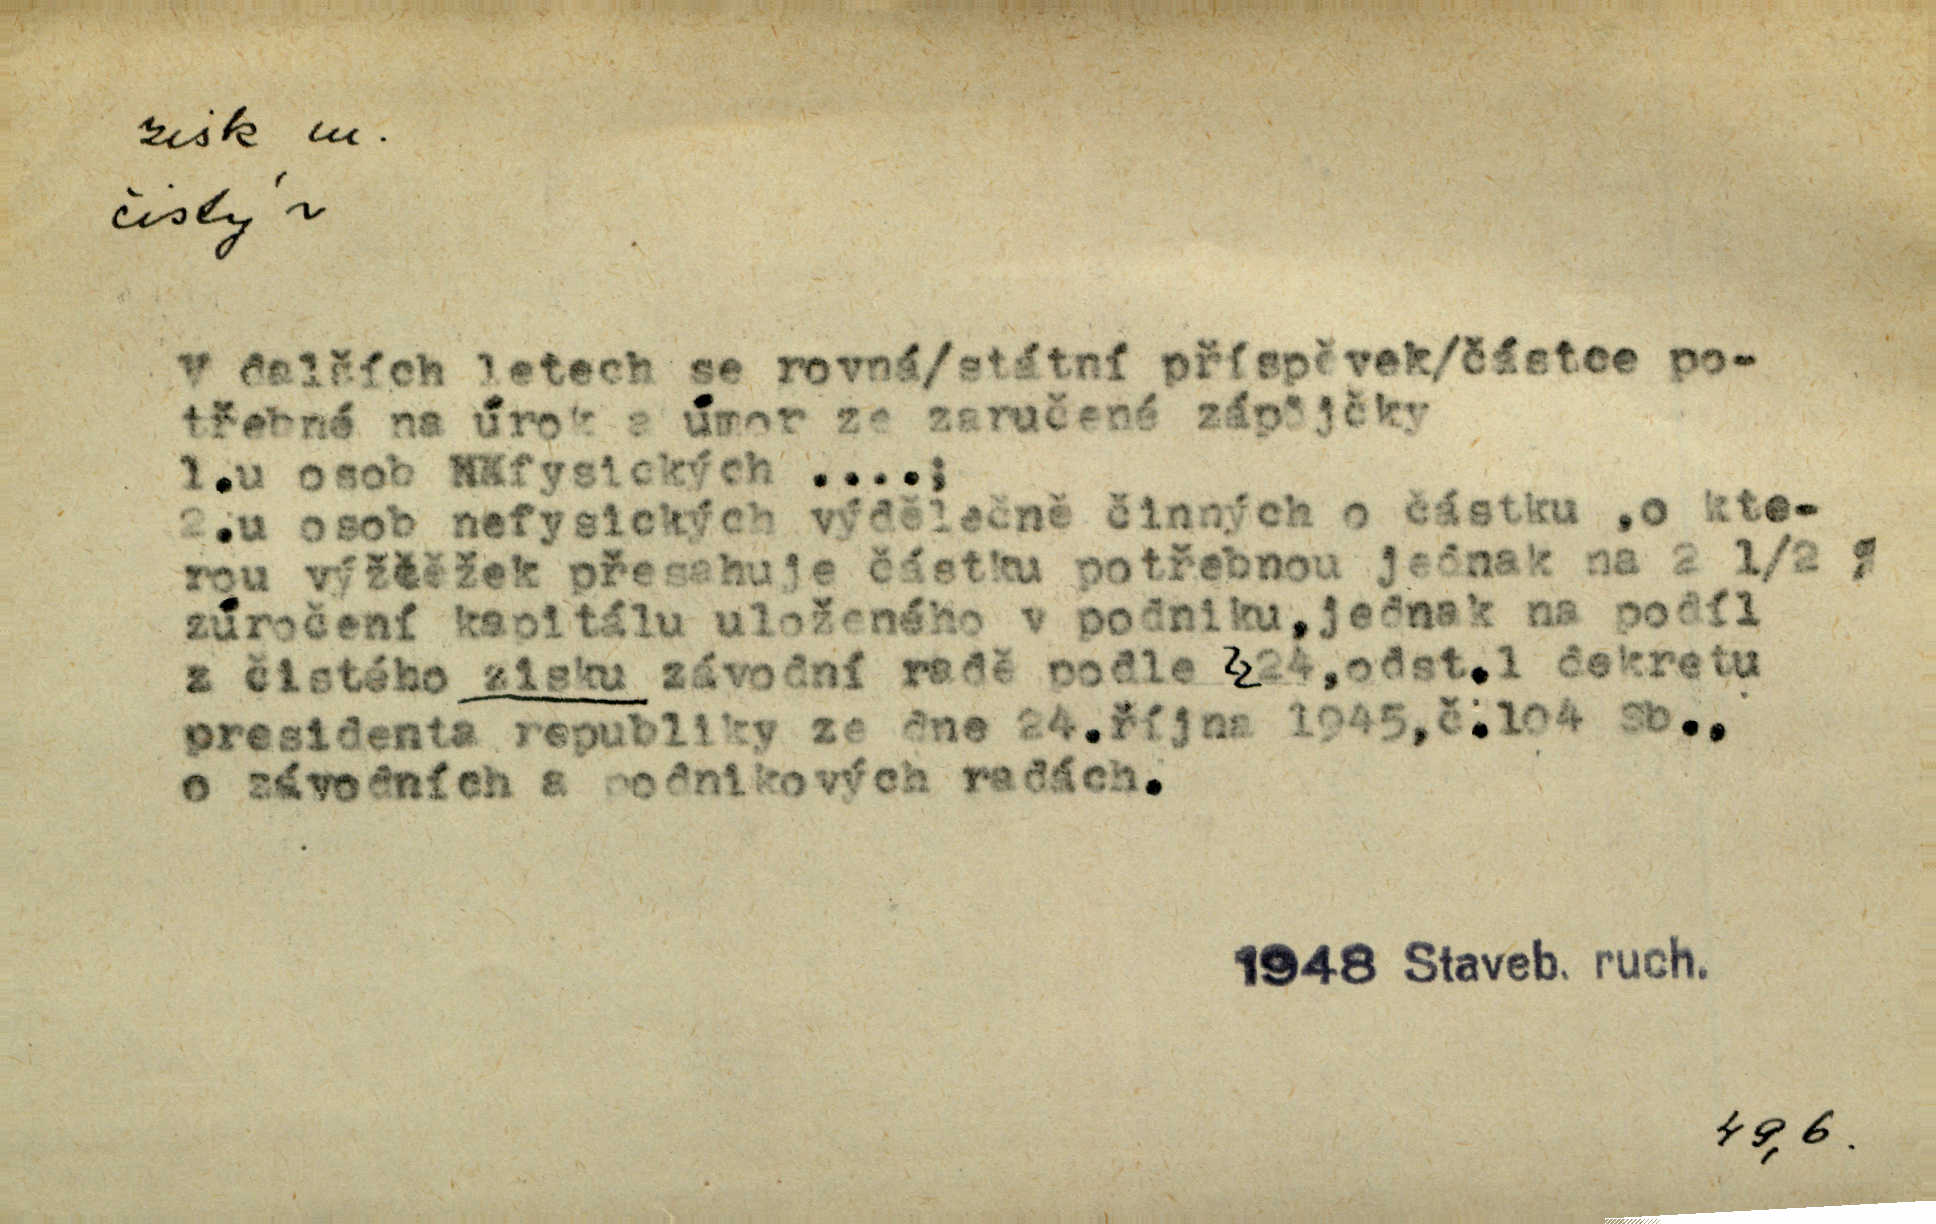 zisk m.
čistý ~
V dalších letech se rovná/státní příspěvek/částce po-
třebné na úrok a úmor ze zaručené zápůjčky
1.u osob fysických ....;
2.u osob nefysických výdělečně činných o částku ,o kte-
rou výžtěžek přesahuje částku potřebnou jednak na 2 1/2 %
zúročení kapitálu uloženého v podniku,jednak na podíl
z čistého zisku závodní radě podle § 24,odst.1 dekretu
presidenta republiky ze dne 24.října 1945,č.104 Sb.,
o závodních a podnikových radách.
1948 Staveb. ruch.
49,6.